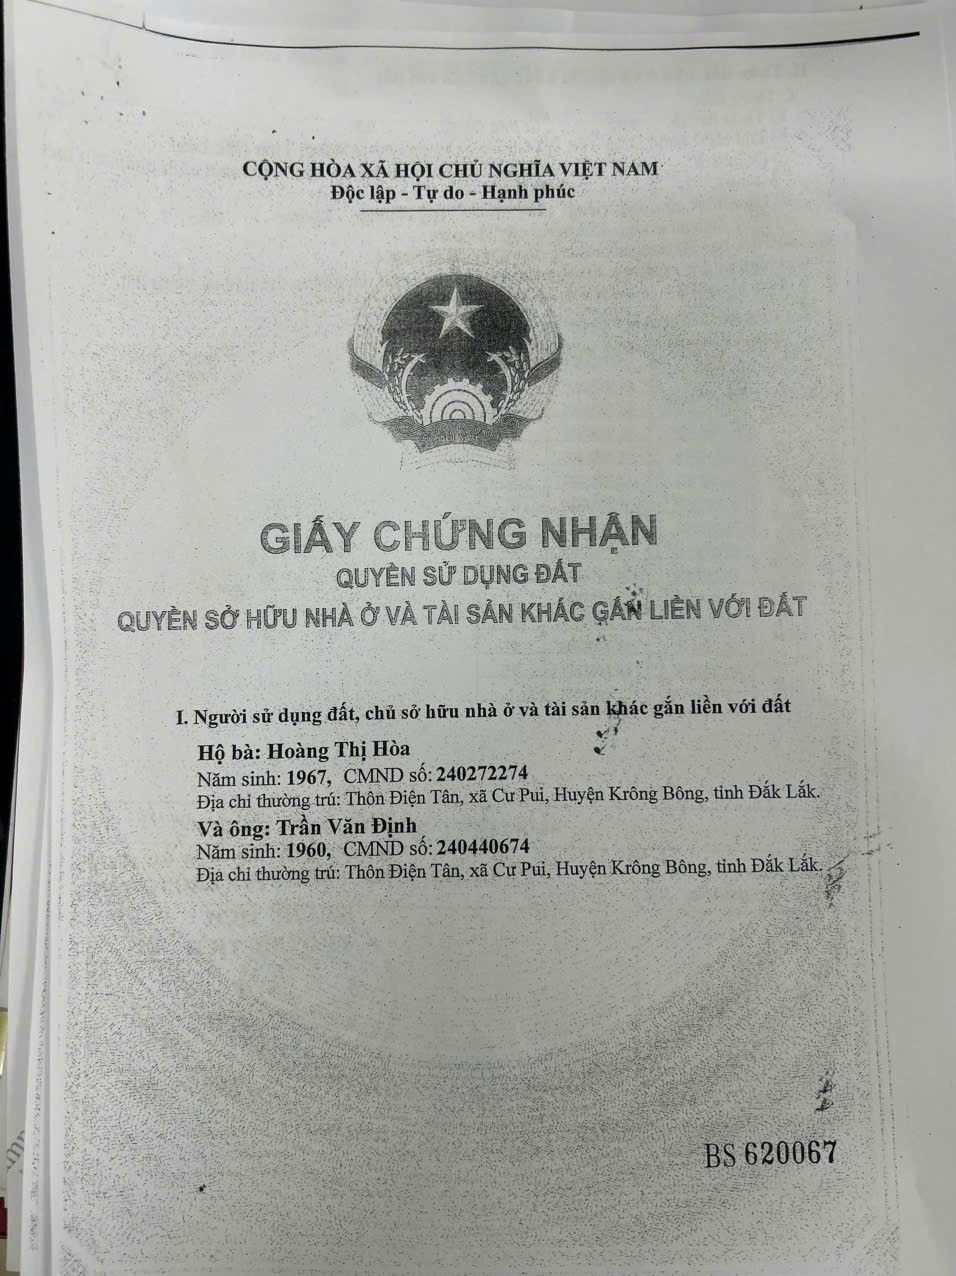 CỘNG HÒA XÃ HỘI CHỦ NGHĨA VIỆT NAM
Độc lập - Tự do - Hạnh phúc
GIẤY CHỨNG NHẬN
QUYỀN SỬ DỤNG ĐẤT
QUYỀN SỞ HỮU NHÀ Ở VÀ TÀI SẢN KHÁC GẮN LIỀN VỚI ĐẤT
I. Người sử dụng đất, chủ sở hữu nhà ở và tài sản khác gắn liền với đất
Hộ bà: Hoàng Thị Hòa
Năm sinh: 1967, CMND số: 240272274
Địa chỉ thường trú: Thôn Điện Tân, xã Cư Pui, Huyện Krông Bông, tỉnh Đắk Lắk.
Và ông: Trần Văn Định
Năm sinh: 1960, CMND số: 240440674
Địa chỉ thường trú: Thôn Điện Tân, xã Cư Pui, Huyện Krông Bông, tỉnh Đắk Lắk.
BS 620067